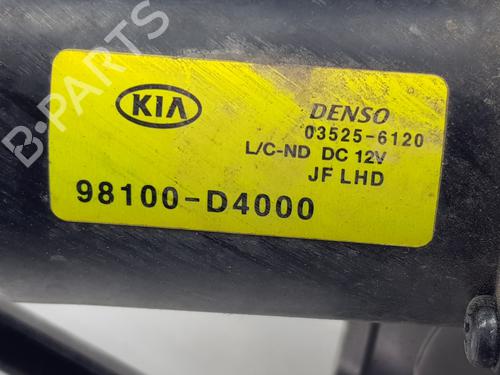 KIA
DENSO
03525-6120
L/C-ND DC 12V
JF LHD
98100-D4000
B-PARTS